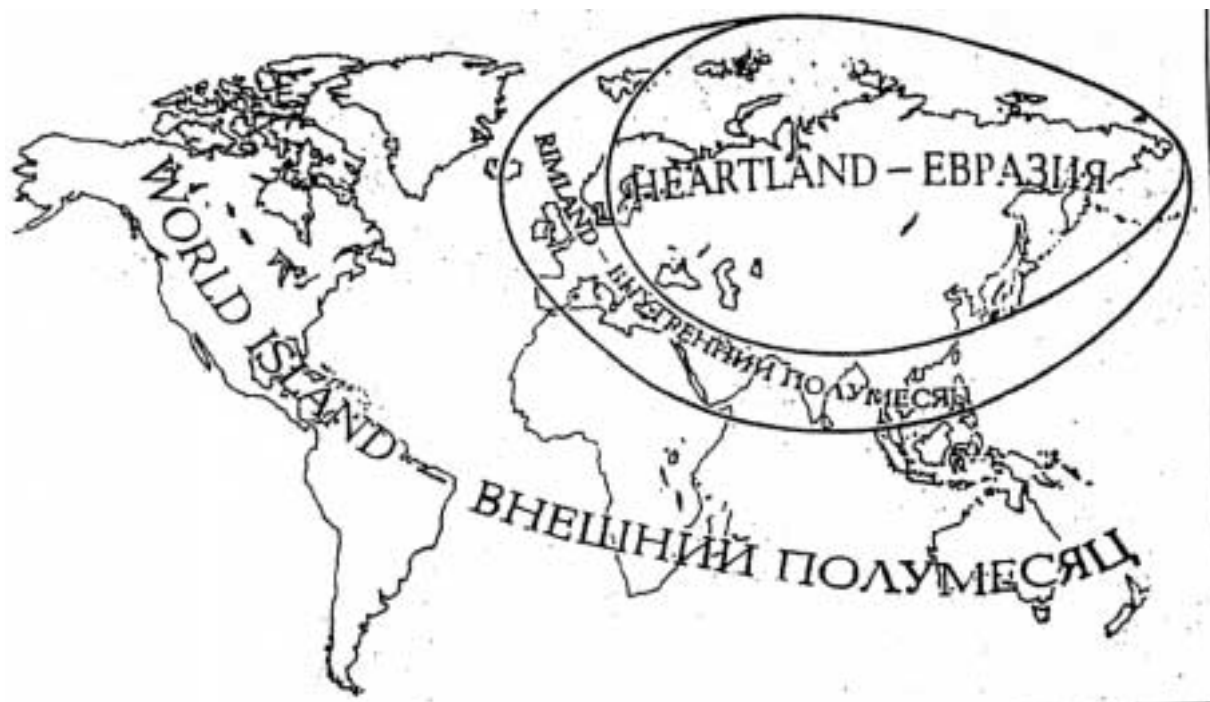 HEARTLAND – ЕВРАЗИЯ
RIMLAND – ВНУТРЕННИЙ ПОЛУМЕСЯЦ
WORLD ISLAND – ВНЕШНИЙ ПОЛУМЕСЯЦ